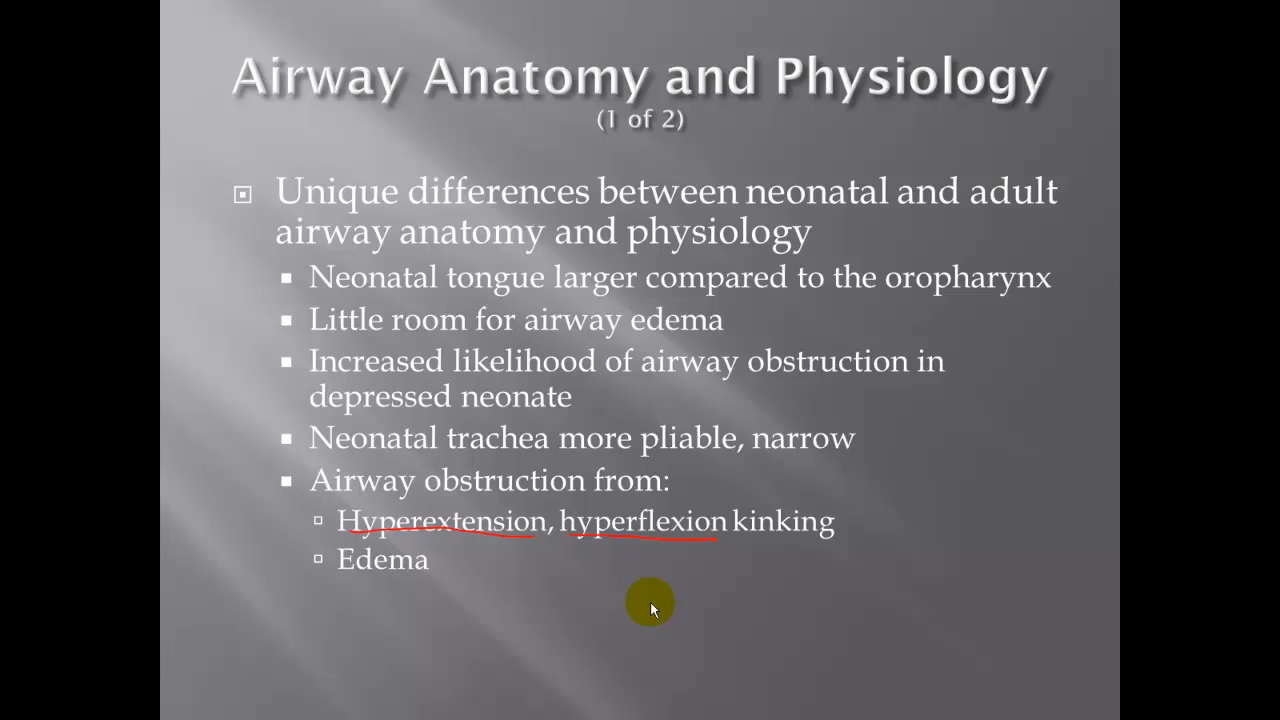 Airway Anatomy and Physiology
(1 of 2)
Unique differences between neonatal and adult
airway anatomy and physiology
Neonatal tongue larger compared to the oropharynx
Little room for airway edema
Increased likelihood of airway obstruction in
depressed neonate
Neonatal trachea more pliable, narrow
Airway obstruction from:
Hyperextension, hyperflexion kinking
Edema